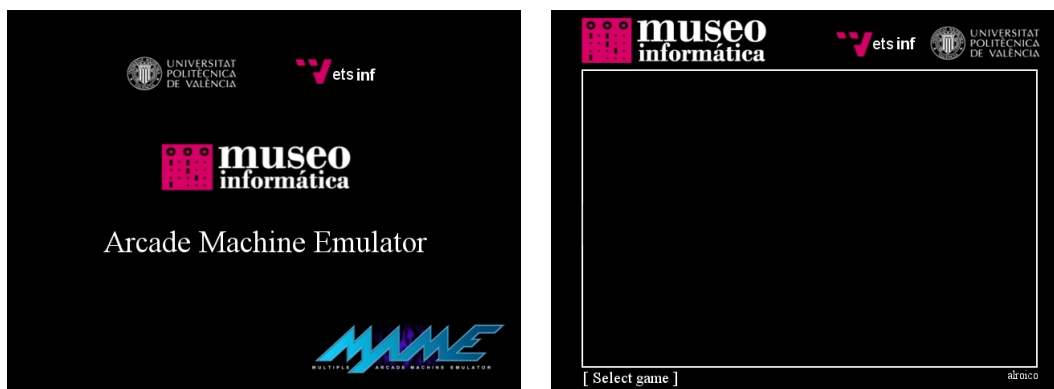 UNIVERSITAT
POLITÈCNICA
DE VALÈNCIA
ets inf
museo
informática
Arcade Machine Emulator
MAME
MULTIPLE ARCADE MACHINE EMULATOR
museo
informática
ets inf
UNIVERSITAT
POLITÈCNICA
DE VALÈNCIA
[ Select game ]
alroico